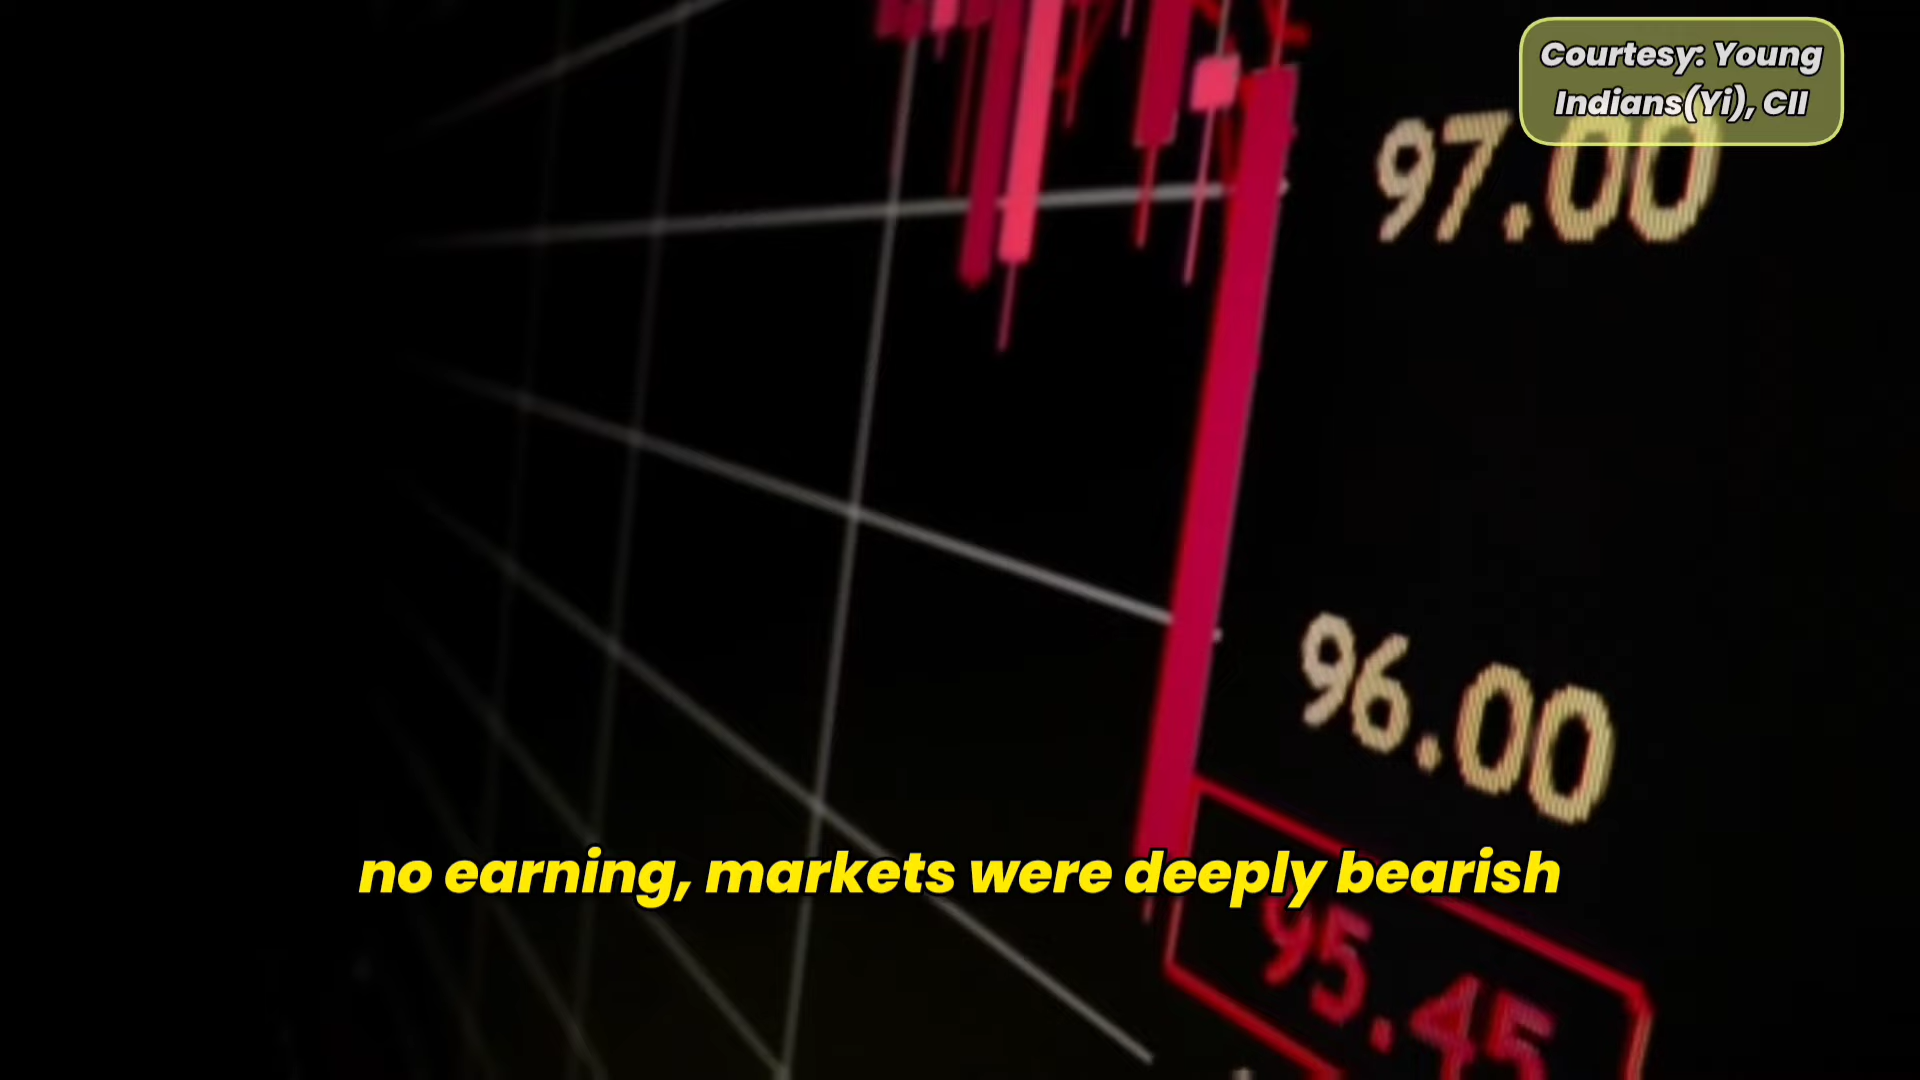 Courtesy: Young
Indians(Yi), CII
97.00
96.00
no earning, markets were deeply bearish
95.45